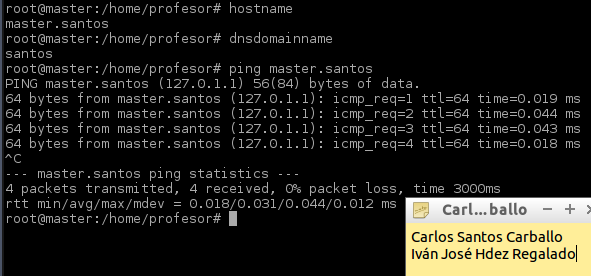 root@master:/home/profesor# hostname
master.santos
root@master:/home/profesor# dnsdomainname
santos
root@master:/home/profesor# ping master.santos
PING master.santos (127.0.1.1) 56(84) bytes of data.
64 bytes from master.santos (127.0.1.1): icmp_req=1 ttl=64 time=0.019 ms
64 bytes from master.santos (127.0.1.1): icmp_req=2 ttl=64 time=0.044 ms
64 bytes from master.santos (127.0.1.1): icmp_req=3 ttl=64 time=0.043 ms
64 bytes from master.santos (127.0.1.1): icmp_req=4 ttl=64 time=0.018 ms
^C
--- master.santos ping statistics ---
4 packets transmitted, 4 received, 0% packet loss, time 3000ms
rtt min/avg/max/mdev = 0.018/0.031/0.044/0.012 ms
root@master:/home/profesor#
Carl...ballo
Carlos Santos Carballo
Iván José Hdez Regalado